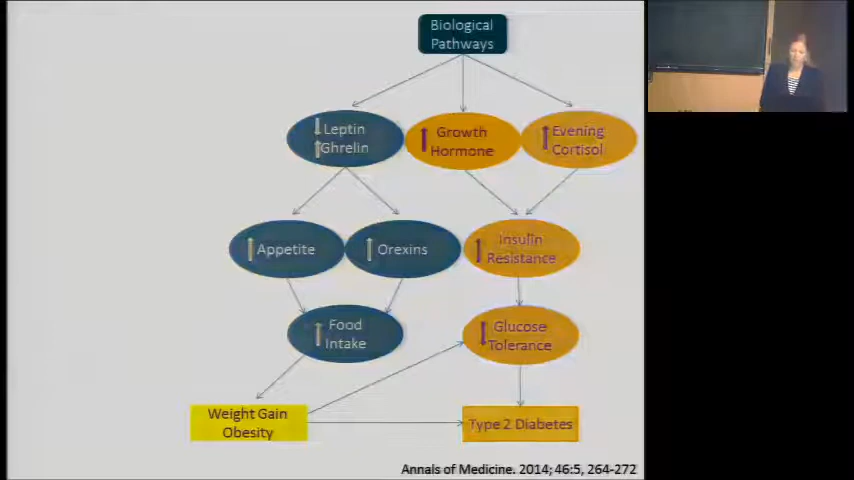 Biological
Pathways
Leptin
Ghrelin
Growth
Hormone
Evening
Cortisol
Appetite
Orexins
Insulin
Resistance
Food
Intake
Glucose
Tolerance
Weight Gain
Obesity
Type 2 Diabetes
Annals of Medicine. 2014; 46:5, 264-272